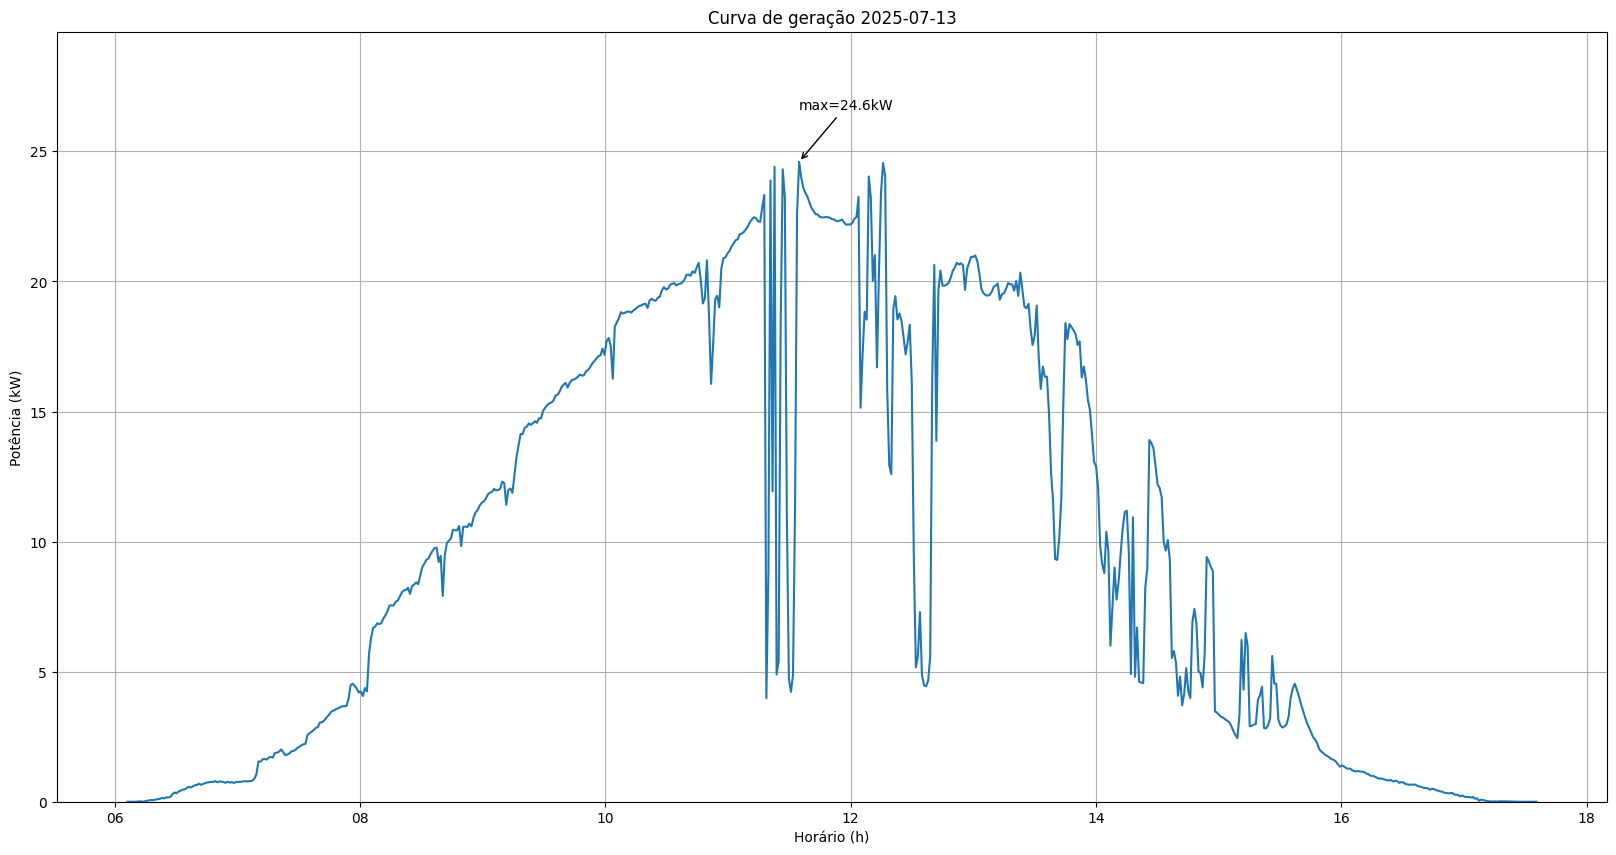 Curva de geração 2025-07-13
max=24.6kW
25
20
15
10
5
0
Potência (kW)
06 08 10 12 14 16 18
Horário (h)